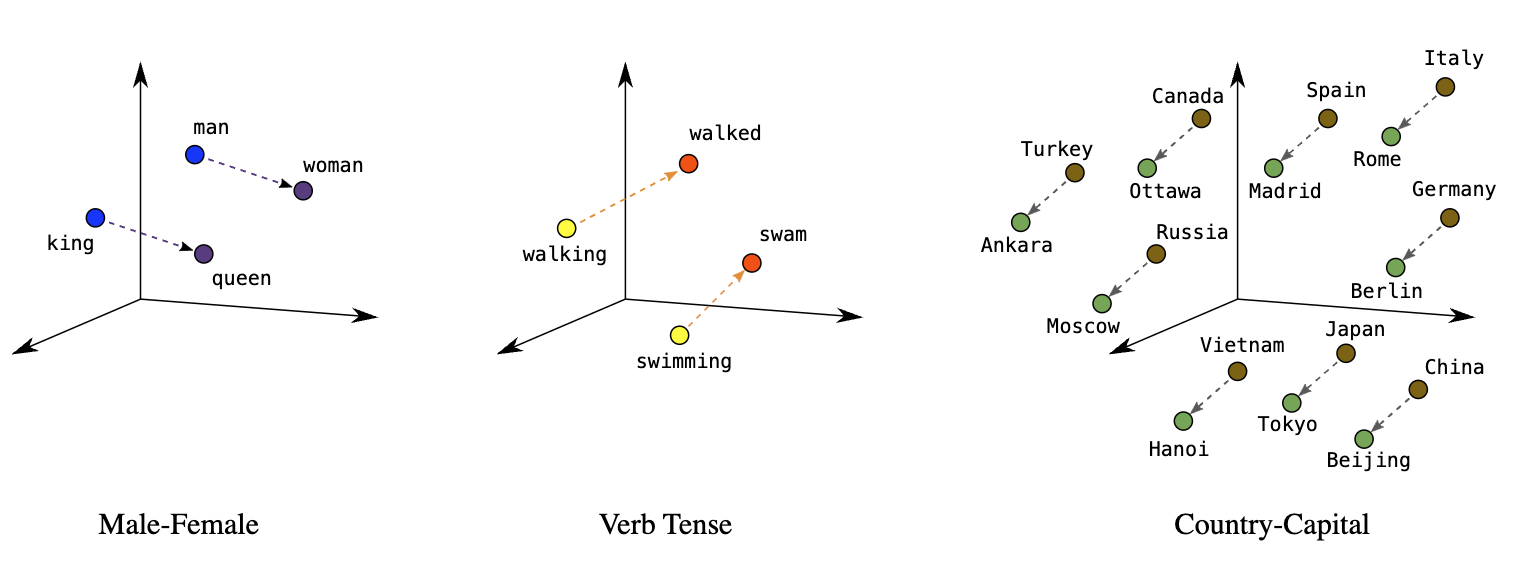 man
woman
king
queen
Male-Female
walked
walking
swam
swimming
Verb Tense
Italy
Spain
Canada
Turkey
Rome
Ottawa
Madrid
Germany
Ankara
Russia
Berlin
Moscow
Japan
Vietnam
China
Tokyo
Hanoi
Beijing
Country-Capital